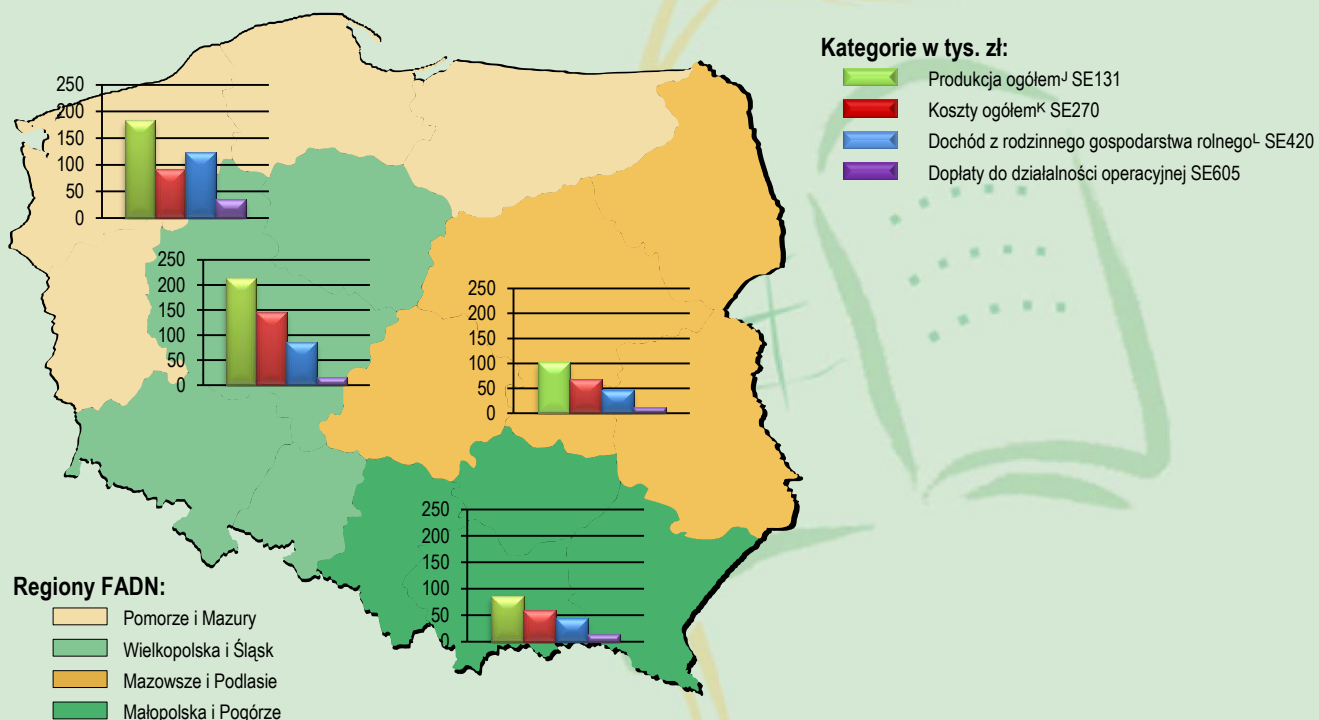 Kategorie w tys. zł:
Produkcja ogółemᴶ SE131
Koszty ogółemᴷ SE270
Dochód z rodzinnego gospodarstwa rolnegoᴸ SE420
Dopłaty do działalności operacyjnej SE605
250
200
150
100
50
0
250
200
150
100
50
0
250
200
150
100
50
0
250
200
150
100
50
0
Regiony FADN:
Pomorze i Mazury
Wielkopolska i Śląsk
Mazowsze i Podlasie
Małopolska i Pogórze